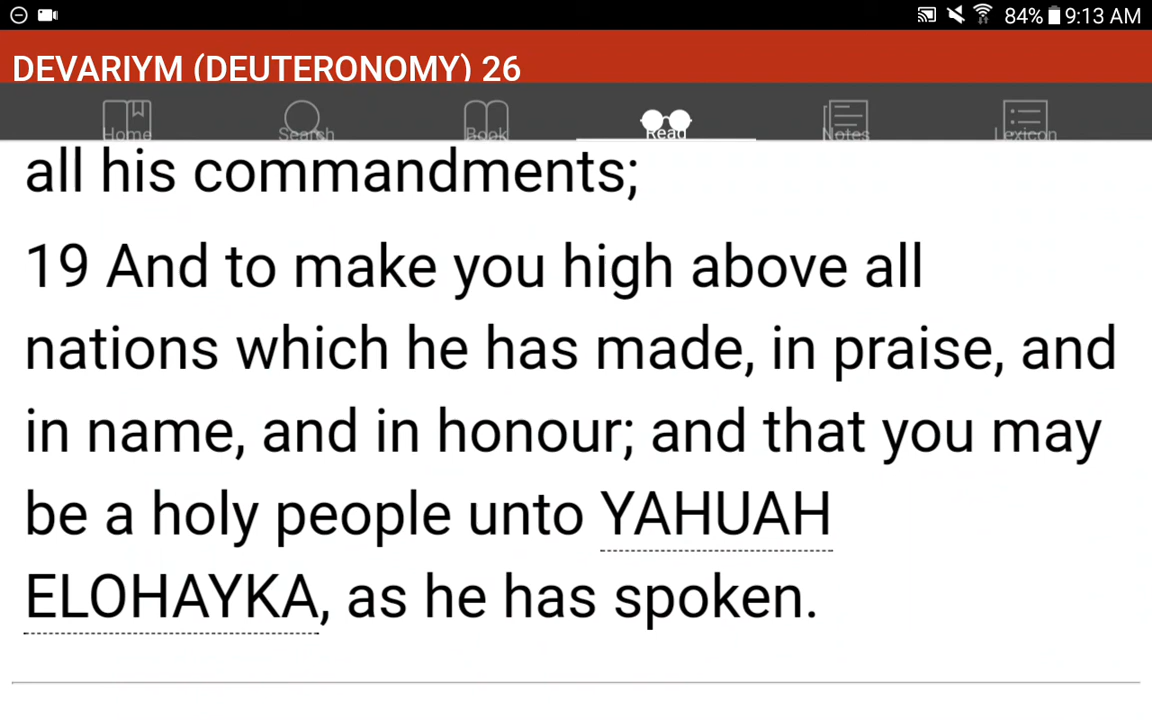 84% 9:13 AM
DEVARIYM (DEUTERONOMY) 26
Home Search Book Read Notes Lexicon
all his commandments;
19 And to make you high above all
nations which he has made, in praise, and
in name, and in honour; and that you may
be a holy people unto YAHUAH
ELOHAYKA, as he has spoken.